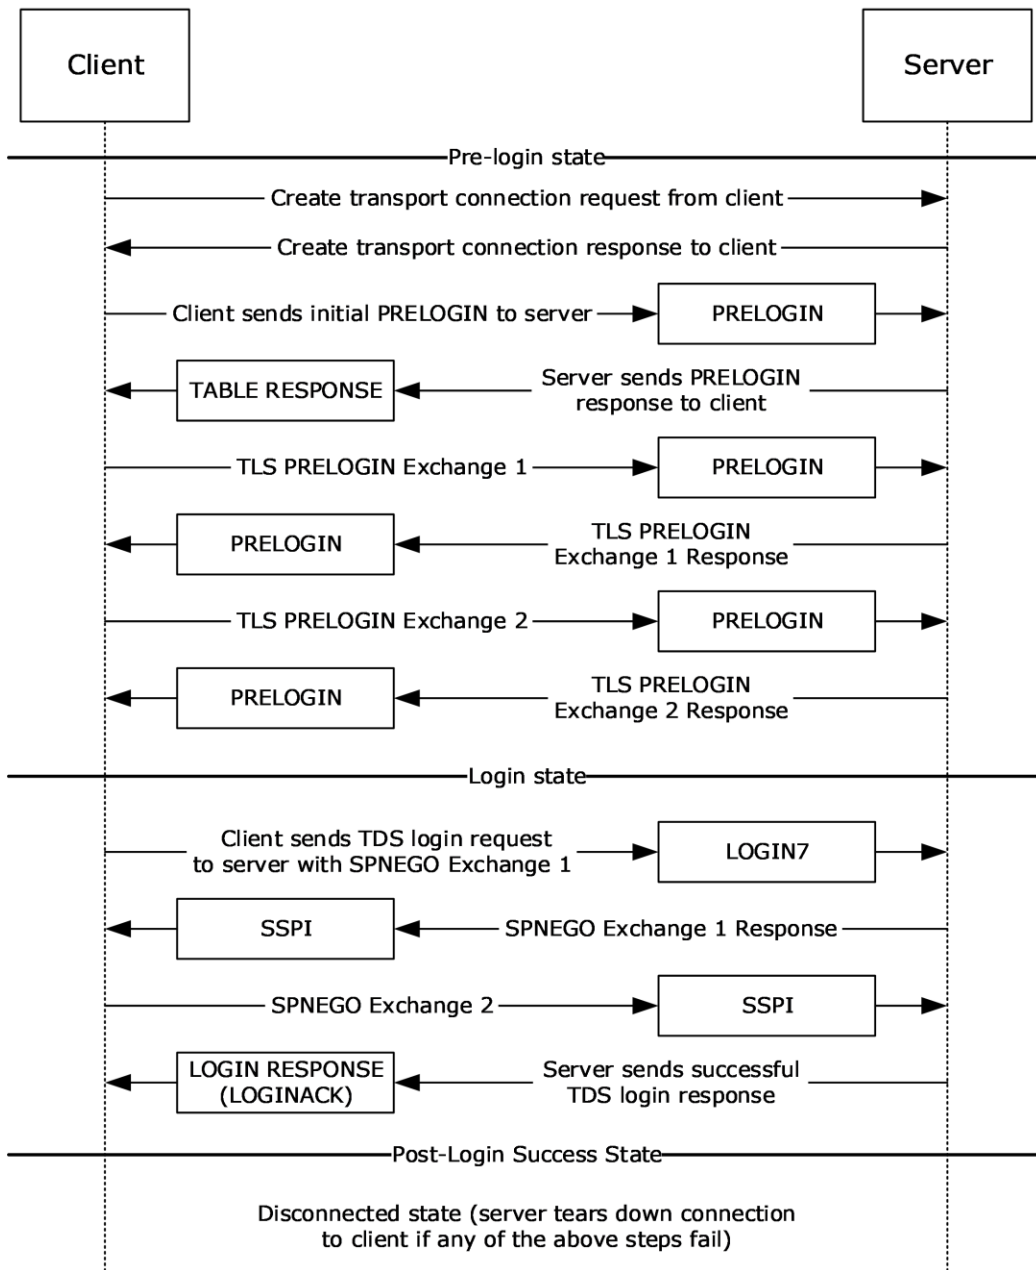 Client
Server
Pre-login state
Create transport connection request from client
Create transport connection response to client
Client sends initial PRELOGIN to server
PRELOGIN
TABLE RESPONSE
Server sends PRELOGIN
response to client
TLS PRELOGIN Exchange 1
PRELOGIN
PRELOGIN
TLS PRELOGIN
Exchange 1 Response
TLS PRELOGIN Exchange 2
PRELOGIN
PRELOGIN
TLS PRELOGIN
Exchange 2 Response
Login state
Client sends TDS login request
to server with SPNEGO Exchange 1
LOGIN7
SSPI
SPNEGO Exchange 1 Response
SPNEGO Exchange 2
SSPI
LOGIN RESPONSE
(LOGINACK)
Server sends successful
TDS login response
Post-Login Success State
Disconnected state (server tears down connection
to client if any of the above steps fail)